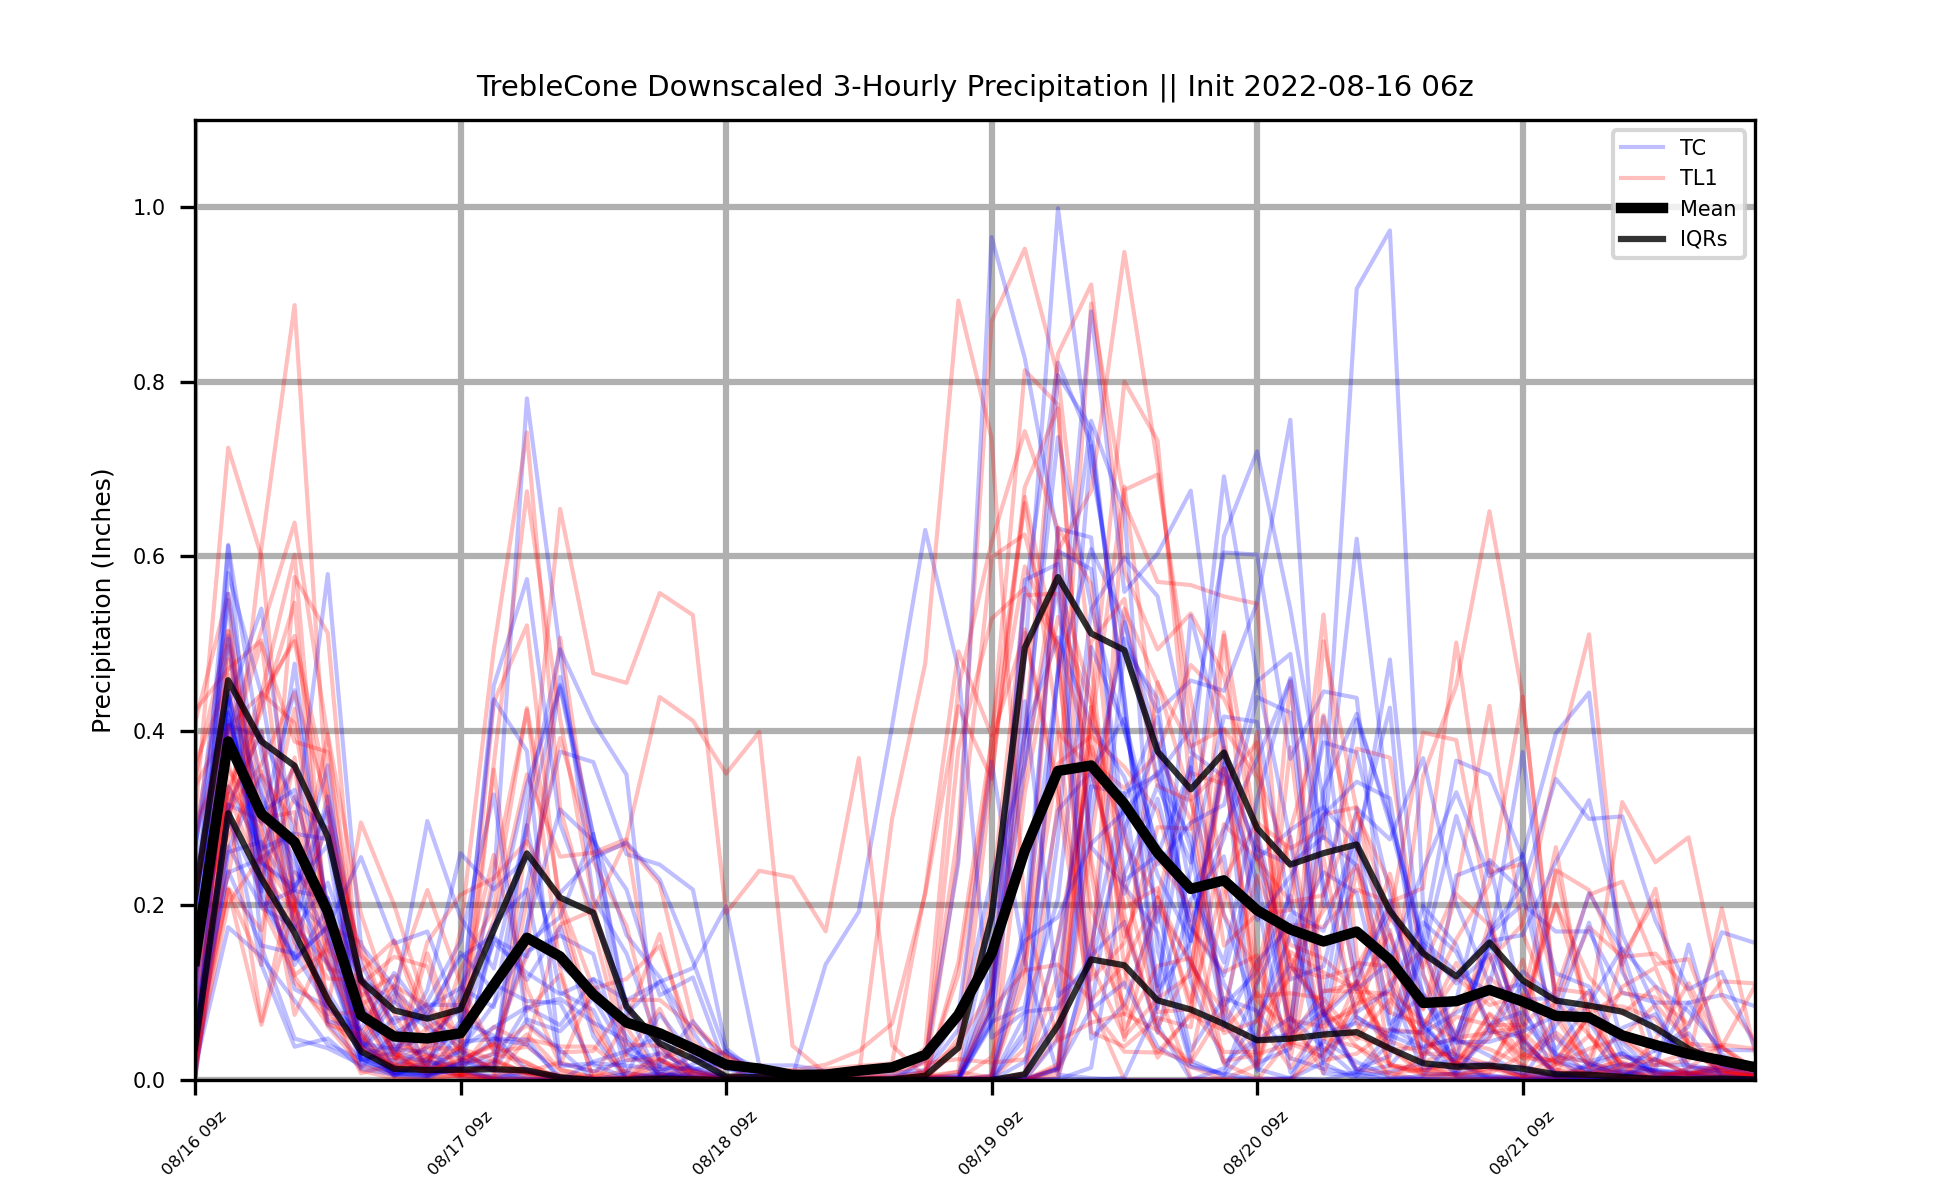 TrebleCone Downscaled 3-Hourly Precipitation || Init 2022-08-16 06z
TC
TL1
Mean
IQRs
Precipitation (Inches)
1.0
0.8
0.6
0.4
0.2
0.0
08/16 09z
08/17 09z
08/18 09z
08/19 09z
08/20 09z
08/21 09z